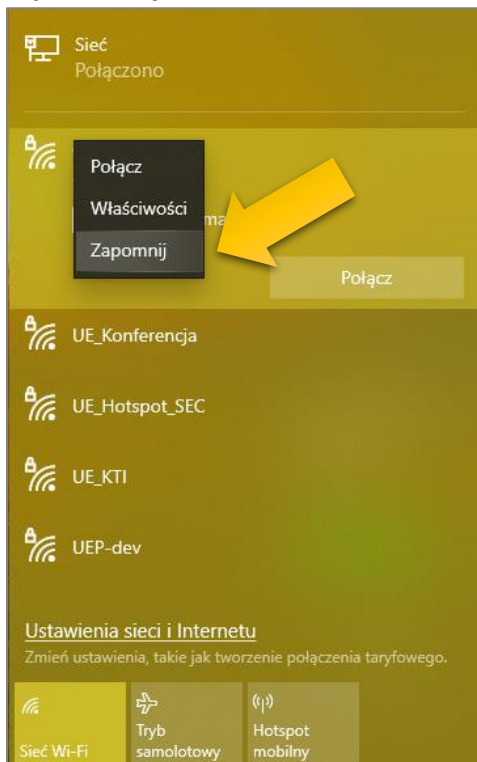 Sieć
Połączono
Połącz
Właściwości
Zapomnij
Połącz
UE_Konferencja
UE_Hotspot_SEC
UE_KTI
UEP-dev
Ustawienia sieci i Internetu
Zmień ustawienia, takie jak tworzenie połączenia taryfowego.
Sieć Wi-Fi
Tryb
samolotowy
Hotspot
mobilny